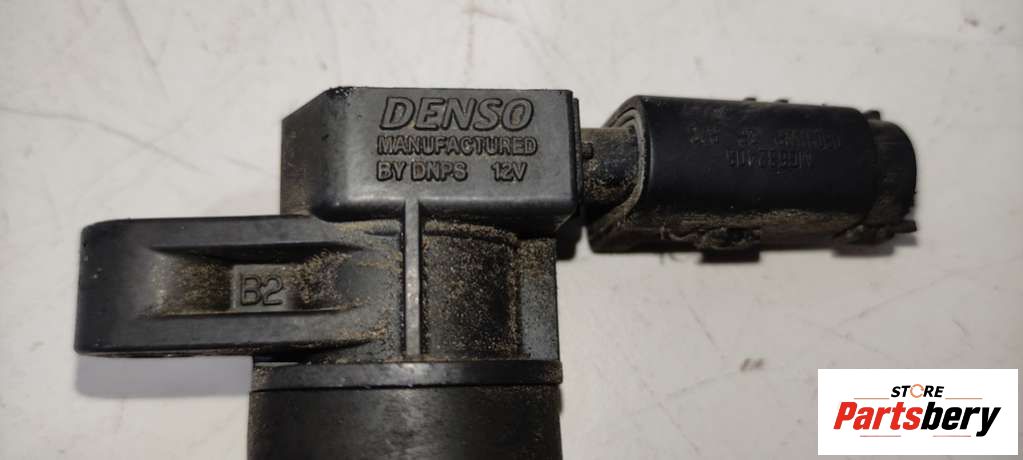 DENSO
MANUFACTURED
BY DNPS 12V
B2
STORE
Partsbery